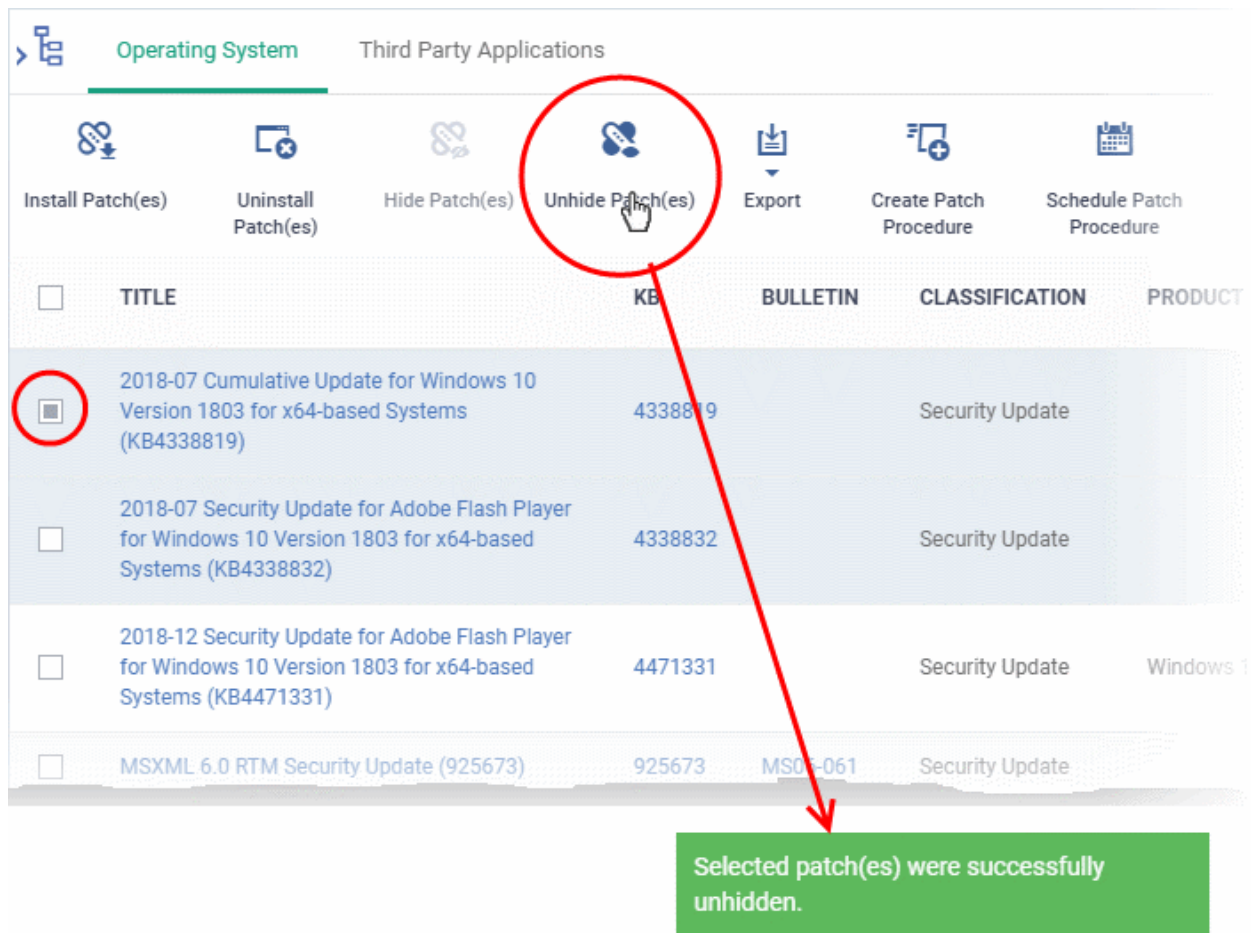 Operating System Third Party Applications
Install Patch(es) Uninstall Patch(es) Hide Patch(es) Unhide Patch(es) Export Create Patch Procedure Schedule Patch Procedure
TITLE KB BULLETIN CLASSIFICATION PRODUCT
2018-07 Cumulative Update for Windows 10
Version 1803 for x64-based Systems 4338819 Security Update
(KB4338819)
2018-07 Security Update for Adobe Flash Player
for Windows 10 Version 1803 for x64-based 4338832 Security Update
Systems (KB4338832)
2018-12 Security Update for Adobe Flash Player
for Windows 10 Version 1803 for x64-based 4471331 Security Update Windows 1
Systems (KB4471331)
MSXML 6.0 RTM Security Update (925673) 925673 MS06-061 Security Update
Selected patch(es) were successfully
unhidden.